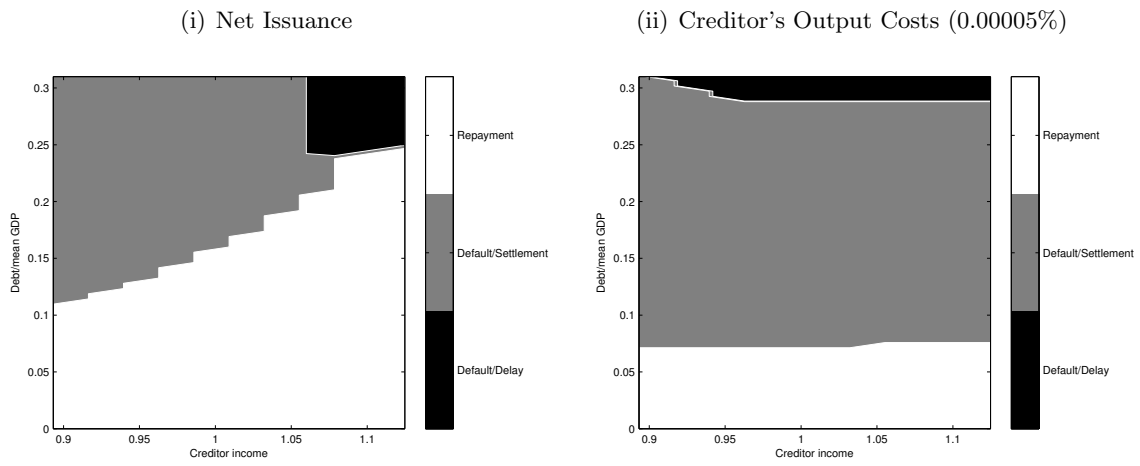 (i) Net Issuance
(ii) Creditor's Output Costs (0.00005%)
Debt/mean GDP
0.3
0.25
0.2
0.15
0.1
0.05
0
0.9
0.95
1
1.05
1.1
Creditor income
Repayment
Default/Settlement
Default/Delay
Debt/mean GDP
0.3
0.25
0.2
0.15
0.1
0.05
0
0.9
0.95
1
1.05
1.1
Creditor income
Repayment
Default/Settlement
Default/Delay